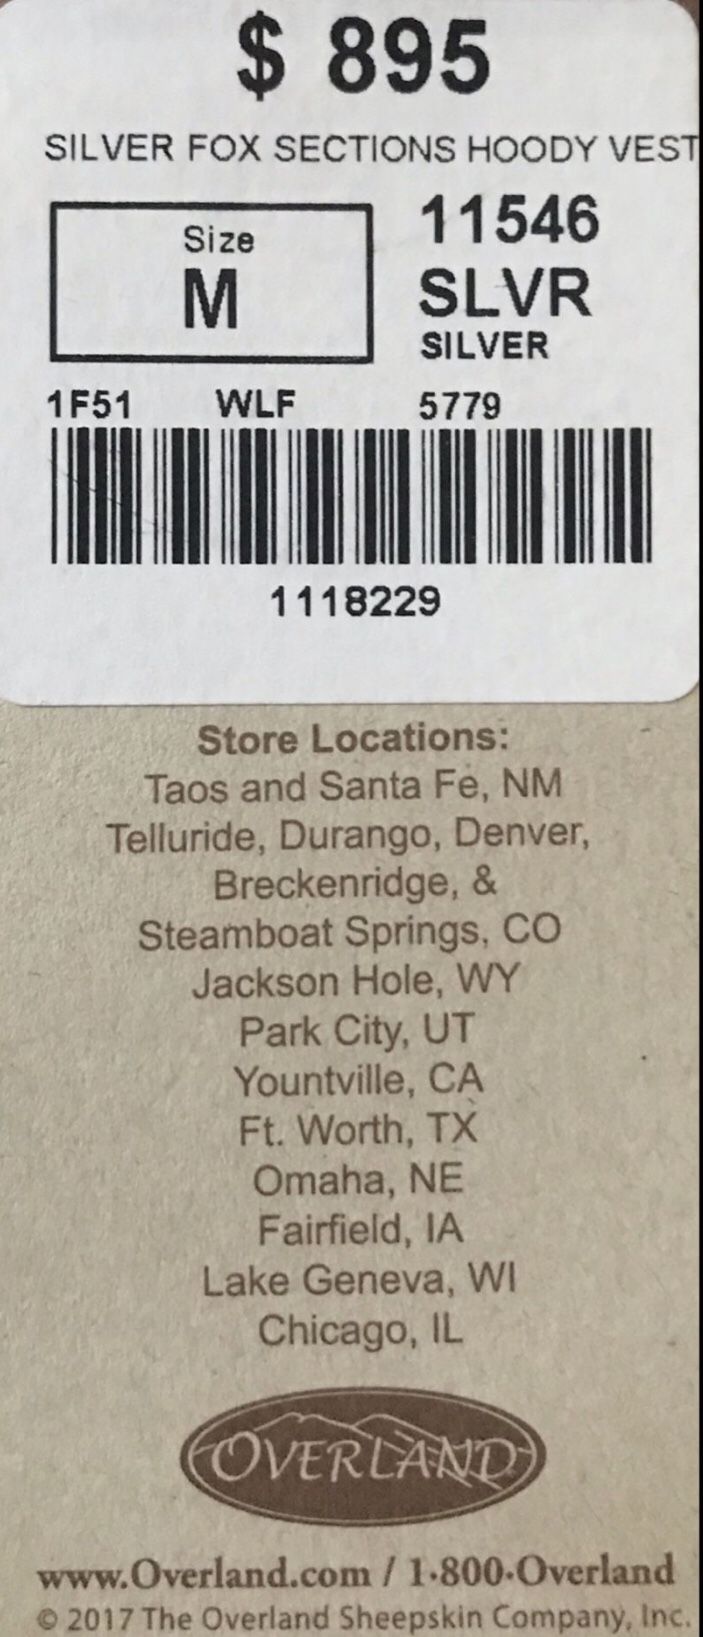 $ 895
SILVER FOX SECTIONS HOODY VEST
Size
M
11546
SLVR
SILVER
1F51 WLF 5779
1118229
Store Locations:
Taos and Santa Fe, NM
Telluride, Durango, Denver,
Breckenridge, &
Steamboat Springs, CO
Jackson Hole, WY
Park City, UT
Yountville, CA
Ft. Worth, TX
Omaha, NE
Fairfield, IA
Lake Geneva, WI
Chicago, IL
OVERLAND
www.Overland.com / 1·800·Overland
© 2017 The Overland Sheepskin Company, Inc.